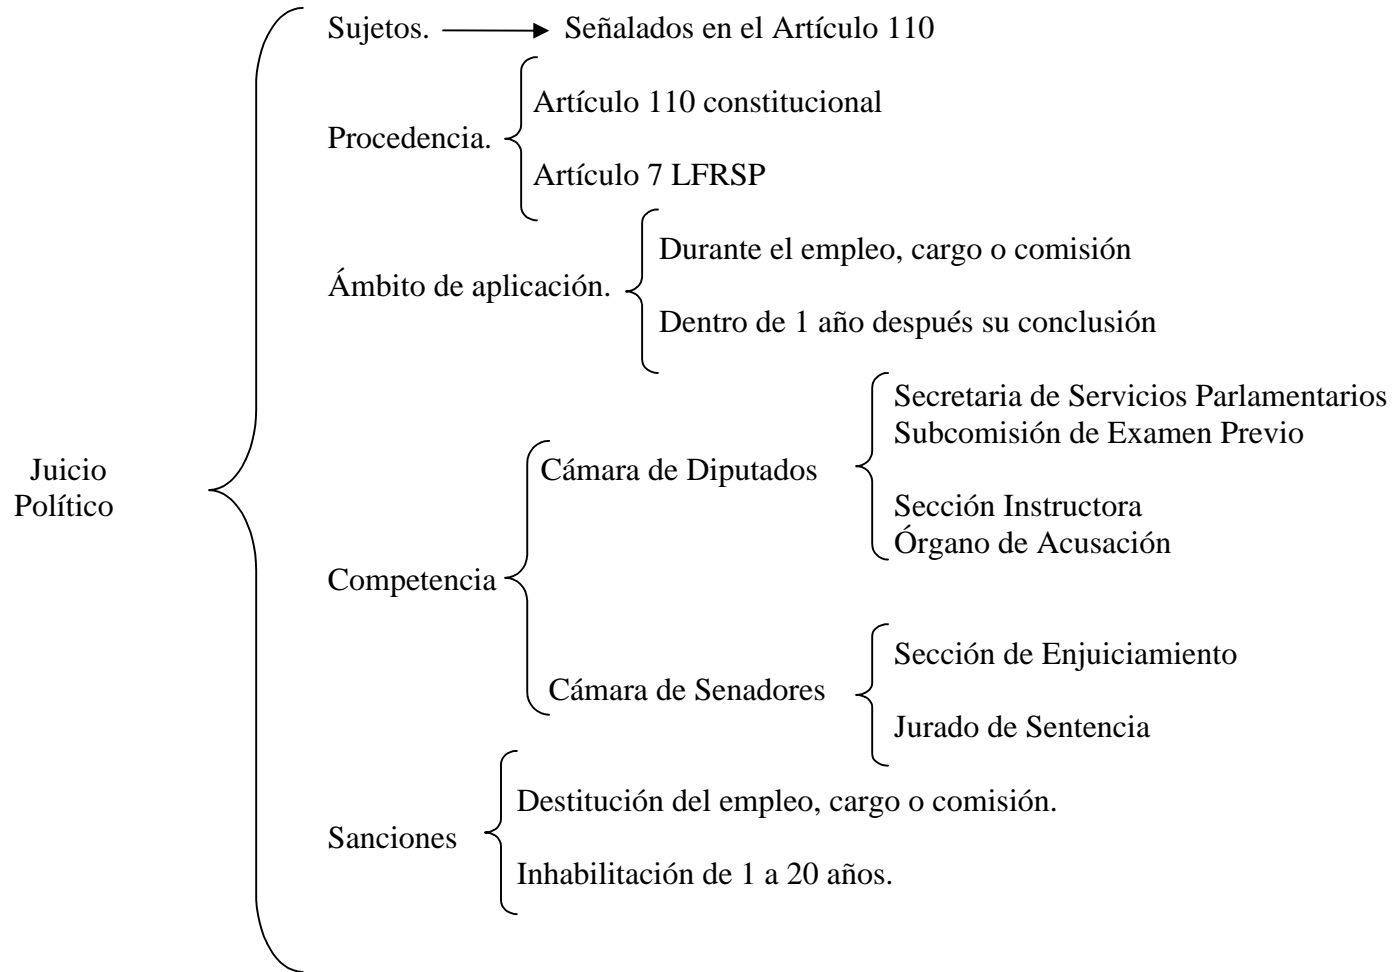 Sujetos. Señalados en el Artículo 110
Procedencia.
Artículo 110 constitucional
Artículo 7 LFRSP
Ámbito de aplicación.
Durante el empleo, cargo o comisión
Dentro de 1 año después su conclusión
Juicio
Político
Competencia
Cámara de Diputados
Secretaria de Servicios Parlamentarios
Subcomisión de Examen Previo
Sección Instructora
Órgano de Acusación
Cámara de Senadores
Sección de Enjuiciamiento
Jurado de Sentencia
Sanciones
Destitución del empleo, cargo o comisión.
Inhabilitación de 1 a 20 años.